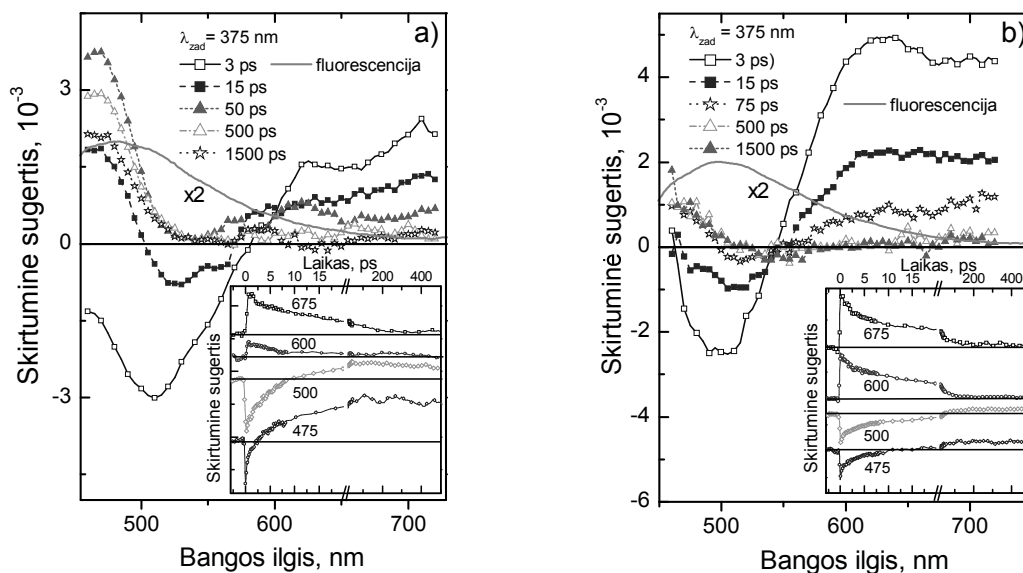 a)
λzad = 375 nm
3 ps
15 ps
50 ps
500 ps
1500 ps
fluorescencija
x2
3
0
-3
Skirtumine sugertis, 10⁻³
500
600
700
Bangos ilgis, nm
Laikas, ps
0 5 10 15 200 400
Skirtumine sugertis
675
600
500
475
b)
λzad = 375 nm
3 ps)
15 ps
75 ps
500 ps
1500 ps
fluorescencija
x2
6
4
2
0
-2
-4
-6
Skirtuminė sugertis, 10⁻³
500
600
700
Bangos ilgis, nm
Laikas, ps
0 5 10 15 200 400
Skirtumine sugertis
675
600
500
475